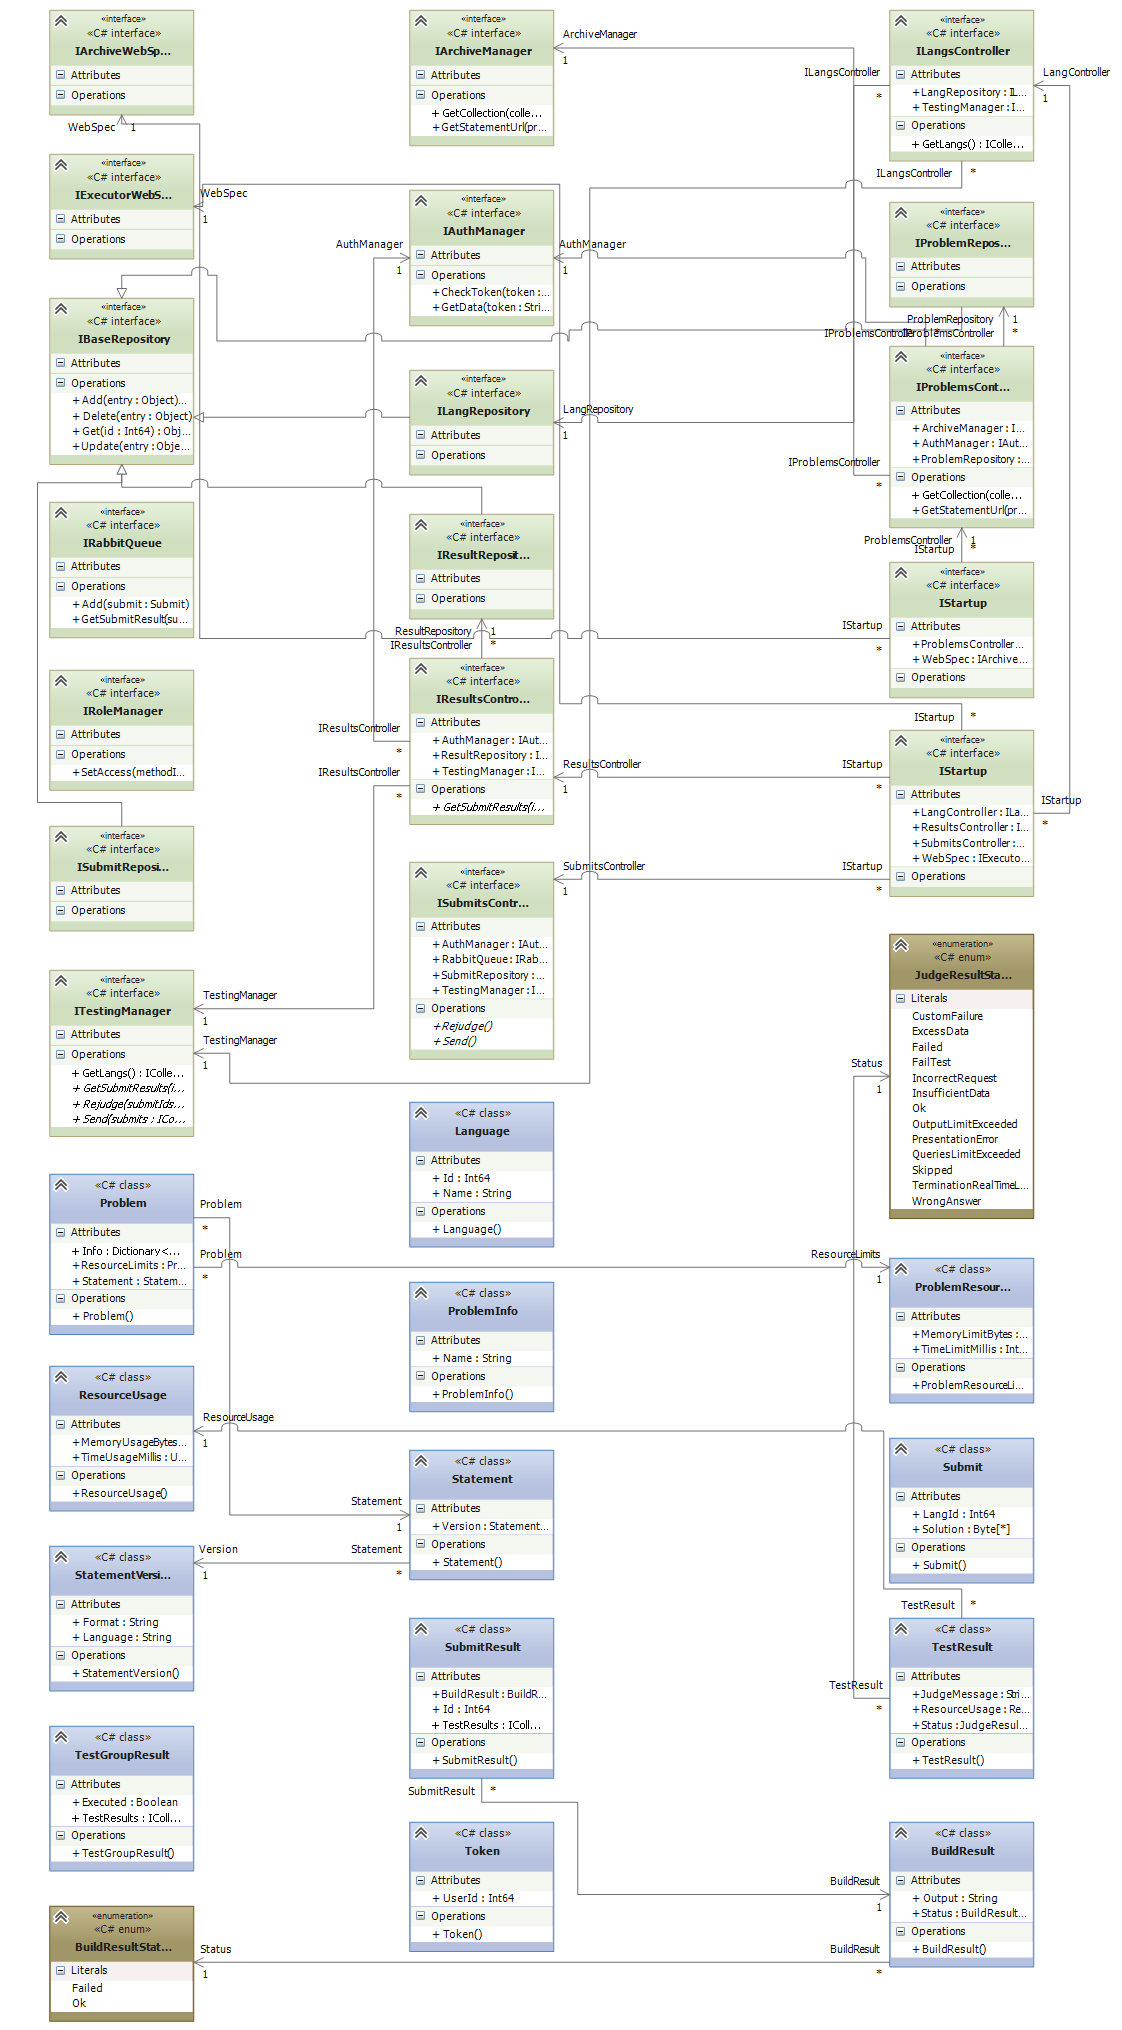 «interface»
«C# interface»
IArchiveWebSp...
Attributes
Operations
WebSpec
1
«interface»
«C# interface»
IExecutorWebS...
Attributes
Operations
WebSpec
1
«interface»
«C# interface»
IBaseRepository
Attributes
Operations
+ Add(entry : Object)...
+ Delete(entry : Object)
+ Get(id : Int64) : Obj...
+ Update(entry : Obje...
«interface»
«C# interface»
IRabbitQueue
Attributes
Operations
+ Add(submit : Submit)
+ GetSubmitResult(su...
«interface»
«C# interface»
IRoleManager
Attributes
Operations
+ SetAccess(methodI...
«interface»
«C# interface»
ISubmitReposi...
Attributes
Operations
«interface»
«C# interface»
ITestingManager
Attributes
Operations
+ GetLangs() : IColle...
+ GetSubmitResults(i...
+ Rejudge(submitIds...
+ Send(submits : ICo...
TestingManager
1
TestingManager
1
«interface»
«C# interface»
IArchiveManager
Attributes
Operations
+ GetCollection(colle...
+ GetStatementUrl(pr...
ArchiveManager
1
«interface»
«C# interface»
IAuthManager
Attributes
Operations
+ CheckToken(token :...
+ GetData(token : Stri...
AuthManager
1
AuthManager
1
«interface»
«C# interface»
ILangRepository
Attributes
Operations
LangRepository
1
«interface»
«C# interface»
IResultReposit...
Attributes
Operations
ResultRepository
1
IResultsController
*
«interface»
«C# interface»
IResultsContro...
Attributes
+ AuthManager : IAut...
+ ResultRepository : I...
+ TestingManager : I...
Operations
+ GetSubmitResults(i...
IResultsController
*
IResultsController
*
ResultsController
1
«interface»
«C# interface»
ISubmitsContr...
Attributes
+ AuthManager : IAut...
+ RabbitQueue : IRab...
+ SubmitRepository :...
+ TestingManager : I...
Operations
+ Rejudge()
+ Send()
SubmitsController
1
«interface»
«C# interface»
ILangsController
Attributes
+ LangRepository : IL...
+ TestingManager : I...
Operations
+ GetLangs() : IColle...
ILangsController
*
LangController
1
ILangsController
*
«interface»
«C# interface»
IProblemRepos...
Attributes
Operations
ProblemRepository
1
IProblemsController
*
IProblemsController
*
«interface»
«C# interface»
IProblemsCont...
Attributes
+ ArchiveManager : I...
+ AuthManager : IAut...
+ ProblemRepository :...
Operations
+ GetCollection(colle...
+ GetStatementUrl(pr...
IProblemsController
*
ProblemsController
1
IStartup
*
«interface»
«C# interface»
IStartup
Attributes
+ ProblemsController...
+ WebSpec : IArchive...
Operations
IStartup
*
IStartup
*
«interface»
«C# interface»
IStartup
Attributes
+ LangController : ILa...
+ ResultsController : I...
+ SubmitsController :...
+ WebSpec : IExecuto...
Operations
IStartup
*
IStartup
*
IStartup
*
«enumeration»
«C# enum»
JudgeResultSta...
Literals
CustomFailure
ExcessData
Failed
FailTest
IncorrectRequest
InsufficientData
Ok
OutputLimitExceeded
PresentationError
QueriesLimitExceeded
Skipped
TerminationRealTimeL...
WrongAnswer
Status
1
«C# class»
Language
Attributes
+ Id : Int64
+ Name : String
Operations
+ Language()
«C# class»
Problem
Attributes
+ Info : Dictionary<...
+ ResourceLimits : Pr...
+ Statement : Statem...
Operations
+ Problem()
Problem
*
Problem
*
«C# class»
ProblemInfo
Attributes
+ Name : String
Operations
+ ProblemInfo()
ResourceLimits
1
«C# class»
ProblemResour...
Attributes
+ MemoryLimitBytes :...
+ TimeLimitMillis : Int...
Operations
+ ProblemResourceLi...
«C# class»
ResourceUsage
Attributes
+ MemoryUsageBytes...
+ TimeUsageMillis : U...
Operations
+ ResourceUsage()
ResourceUsage
1
«C# class»
Statement
Attributes
+ Version : Statement...
Operations
+ Statement()
Statement
1
Statement
*
«C# class»
Submit
Attributes
+ LangId : Int64
+ Solution : Byte[*]
Operations
+ Submit()
«C# class»
StatementVersi...
Attributes
+ Format : String
+ Language : String
Operations
+ StatementVersion()
Version
1
«C# class»
SubmitResult
Attributes
+ BuildResult : BuildR...
+ Id : Int64
+ TestResults : IColl...
Operations
+ SubmitResult()
SubmitResult
*
TestResult
*
«C# class»
TestResult
Attributes
+ JudgeMessage : Stri...
+ ResourceUsage : Re...
+ Status : JudgeResul...
Operations
+ TestResult()
TestResult
*
«C# class»
TestGroupResult
Attributes
+ Executed : Boolean
+ TestResults : IColl...
Operations
+ TestGroupResult()
«C# class»
Token
Attributes
+ UserId : Int64
Operations
+ Token()
«C# class»
BuildResult
Attributes
+ Output : String
+ Status : BuildResult...
Operations
+ BuildResult()
BuildResult
1
BuildResult
*
«enumeration»
«C# enum»
BuildResultStat...
Literals
Failed
Ok
Status
1